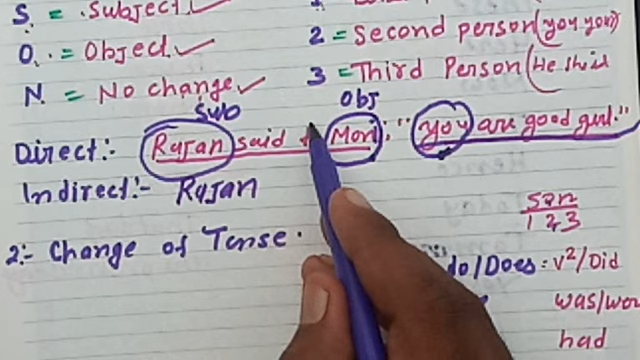 S. = .Subject
O. = Object
N = No change
2 = Second person (you your)
3 = Third Person (He she it
Sub
Obj
Direct:- Rajan said Moni: "you are good girl."
Indirect:- Rajan
SON
1 2 3
2:- Change of Tense.
do/Does: V²/Did
was/wer
had